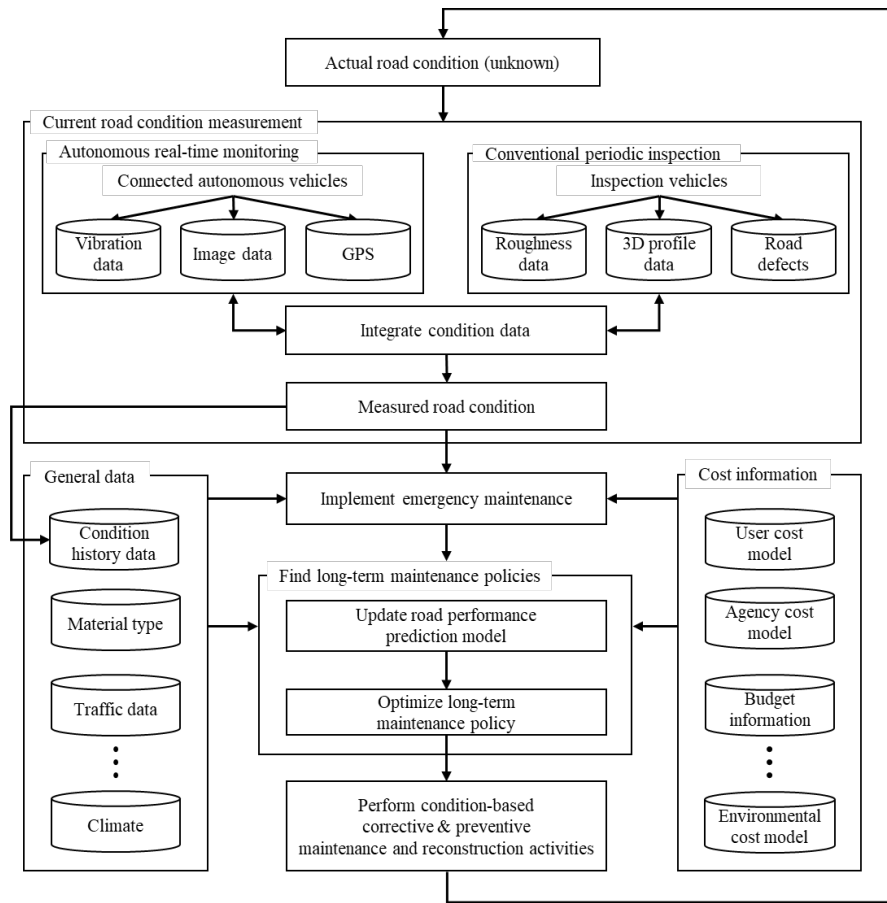 Actual road condition (unknown)
Current road condition measurement
Autonomous real-time monitoring
Connected autonomous vehicles
Vibration
data
Image data
GPS
Conventional periodic inspection
Inspection vehicles
Roughness
data
3D profile
data
Road
defects
Integrate condition data
Measured road condition
General data
Condition
history data
Material type
Traffic data
Climate
Implement emergency maintenance
Find long-term maintenance policies
Update road performance
prediction model
Optimize long-term
maintenance policy
Perform condition-based
corrective & preventive
maintenance and reconstruction activities
Cost information
User cost
model
Agency cost
model
Budget
information
Environmental
cost model